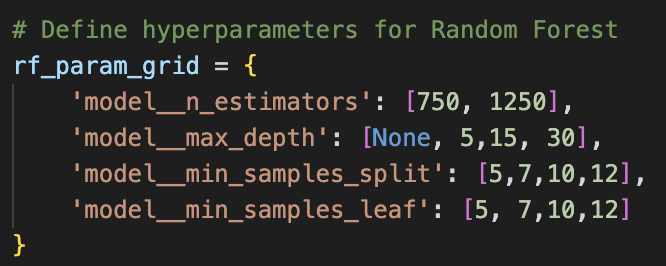 # Define hyperparameters for Random Forest
rf_param_grid = {
    'model__n_estimators': [750, 1250],
    'model__max_depth': [None, 5,15, 30],
    'model__min_samples_split': [5,7,10,12],
    'model__min_samples_leaf': [5, 7,10,12]
}